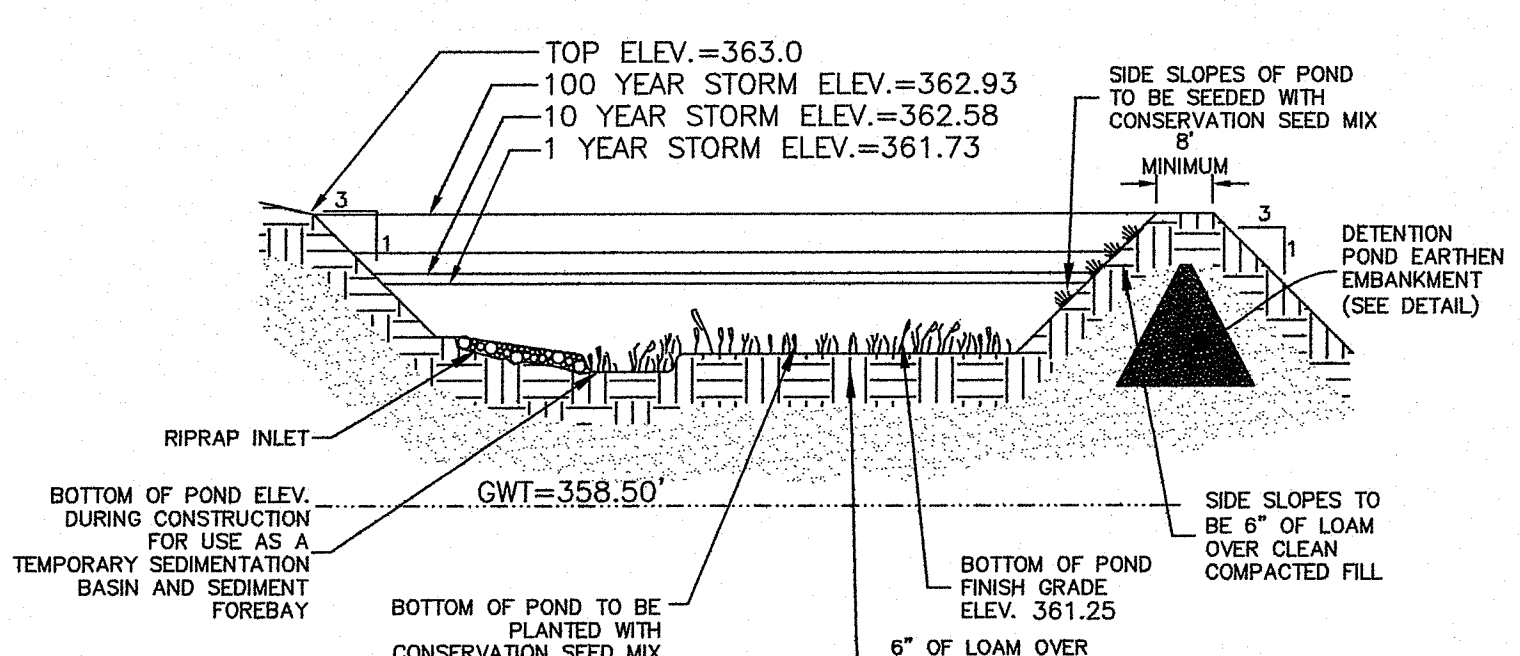 TOP ELEV.=363.0
100 YEAR STORM ELEV.=362.93
10 YEAR STORM ELEV.=362.58
1 YEAR STORM ELEV.=361.73
SIDE SLOPES OF POND
TO BE SEEDED WITH
CONSERVATION SEED MIX
8'
MINIMUM
3
1
3
1
DETENTION
POND EARTHEN
EMBANKMENT
(SEE DETAIL)
RIPRAP INLET
GWT=358.50'
BOTTOM OF POND ELEV.
DURING CONSTRUCTION
FOR USE AS A
TEMPORARY SEDIMENTATION
BASIN AND SEDIMENT
FOREBAY
BOTTOM OF POND TO BE
PLANTED WITH
CONSERVATION SEED MIX
BOTTOM OF POND
FINISH GRADE
ELEV. 361.25
6" OF LOAM OVER
SIDE SLOPES TO
BE 6" OF LOAM
OVER CLEAN
COMPACTED FILL